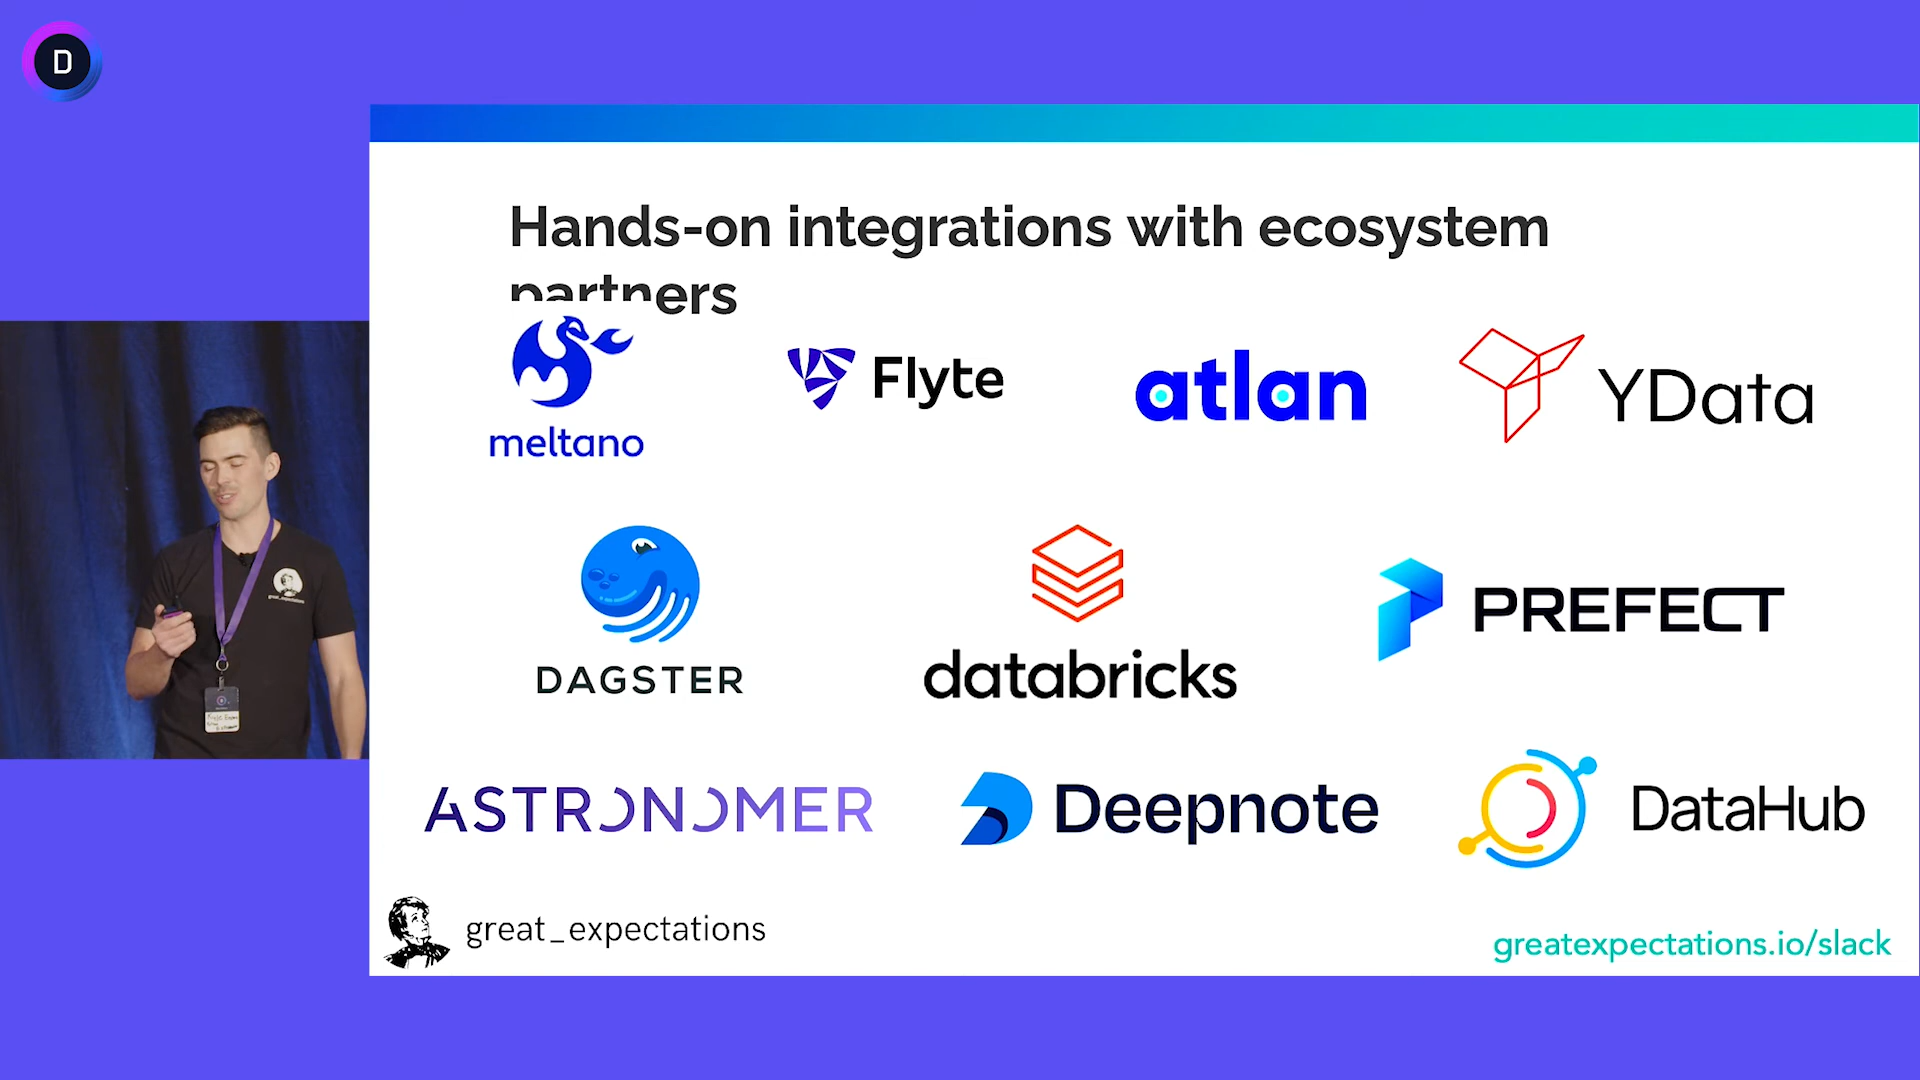 D
Hands-on integrations with ecosystem
partners
meltano
Flyte
atlan
YData
DAGSTER
databricks
PREFECT
ASTRONOMER
Deepnote
DataHub
great_expectations
greatexpectations.io/slack
great_expectations